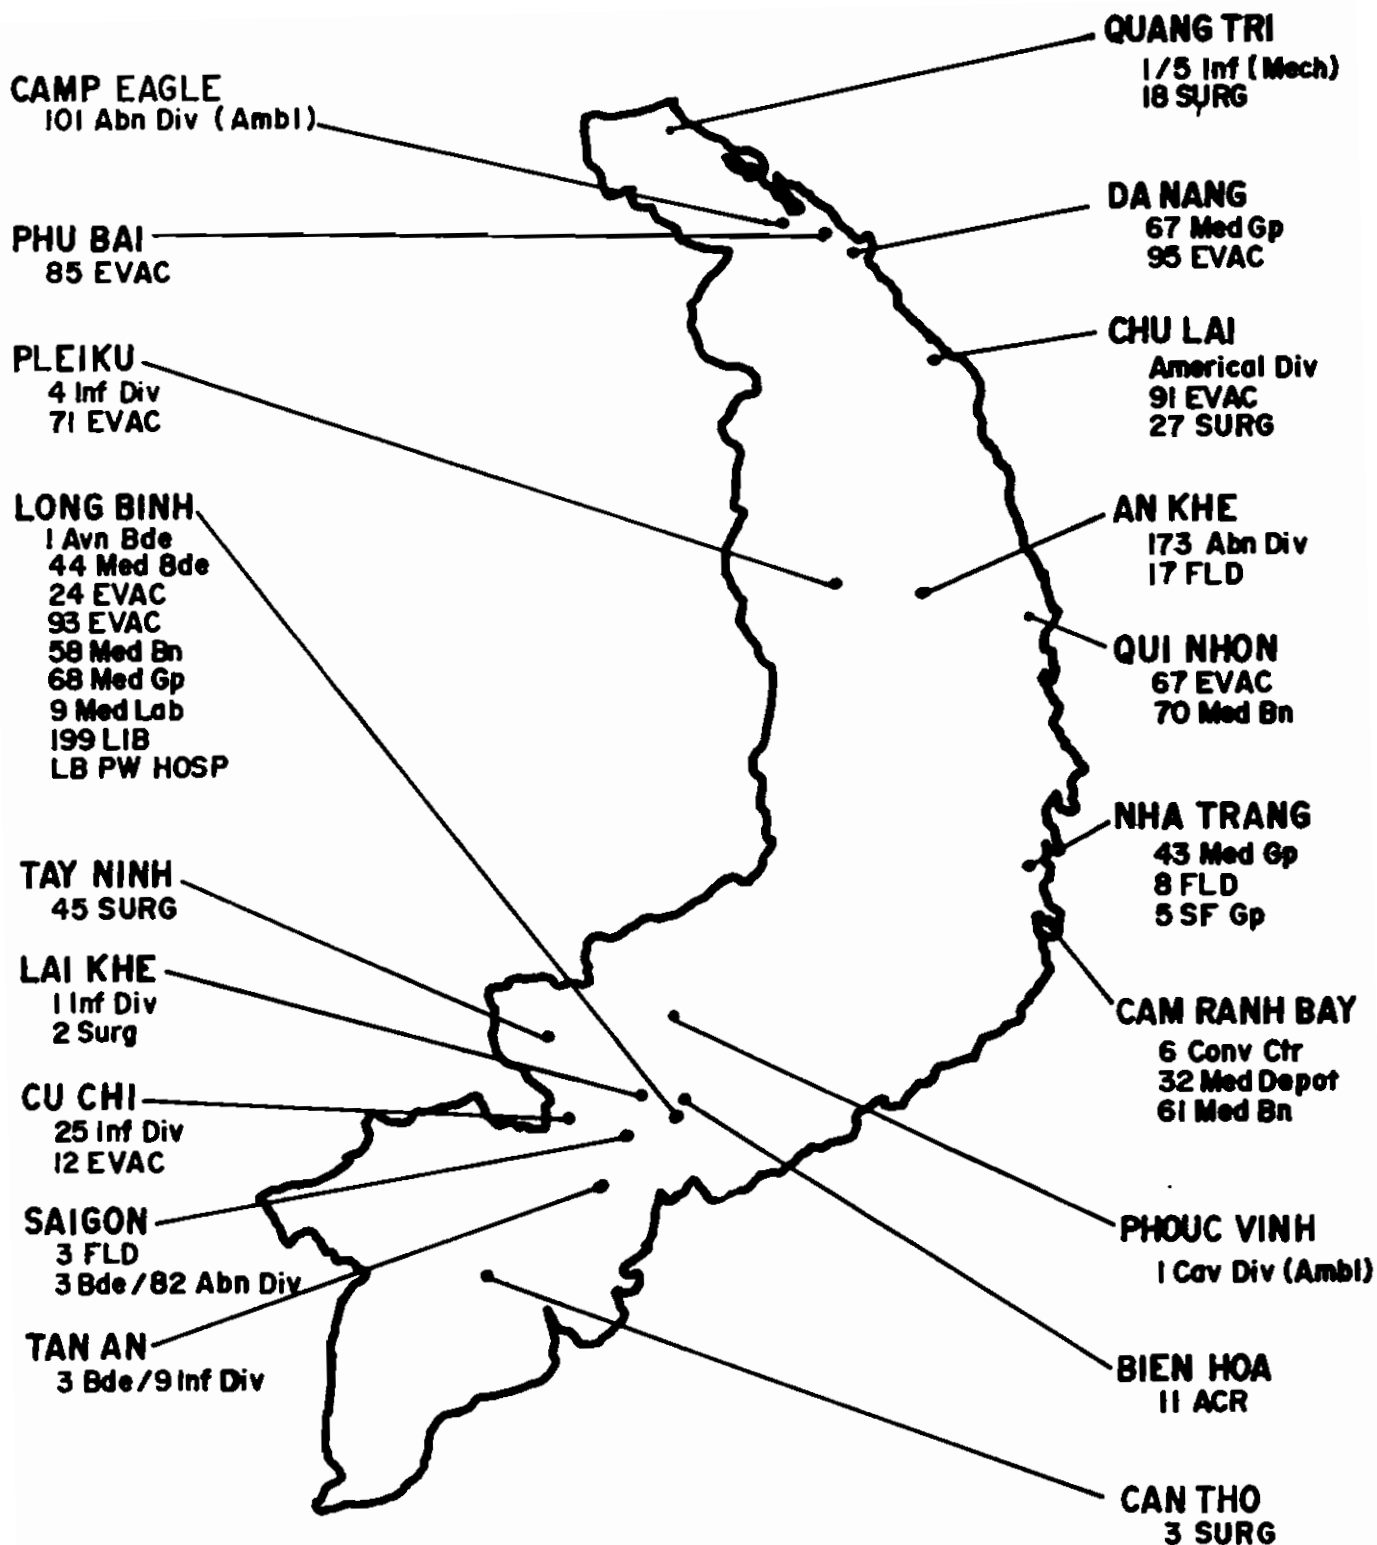 CAMP EAGLE
101 Abn Div (Ambl)
PHU BAI
85 EVAC
PLEIKU
4 Inf Div
71 EVAC
LONG BINH
1 Avn Bde
44 Med Bde
24 EVAC
93 EVAC
58 Med Bn
68 Med Gp
9 Med Lab
199 LIB
LB PW HOSP
TAY NINH
45 SURG
LAI KHE
1 Inf Div
2 Surg
CU CHI
25 Inf Div
12 EVAC
SAIGON
3 FLD
3 Bde/82 Abn Div
TAN AN
3 Bde/9 Inf Div
QUANG TRI
1/5 Inf (Mech)
18 SURG
DA NANG
67 Med Gp
95 EVAC
CHU LAI
Americal Div
91 EVAC
27 SURG
AN KHE
173 Abn Div
17 FLD
QUI NHON
67 EVAC
70 Med Bn
NHA TRANG
43 Med Gp
8 FLD
5 SF Gp
CAM RANH BAY
6 Conv Ctr
32 Med Depot
61 Med Bn
PHOUC VINH
1 Cav Div (Ambl)
BIEN HOA
11 ACR
CAN THO
3 SURG